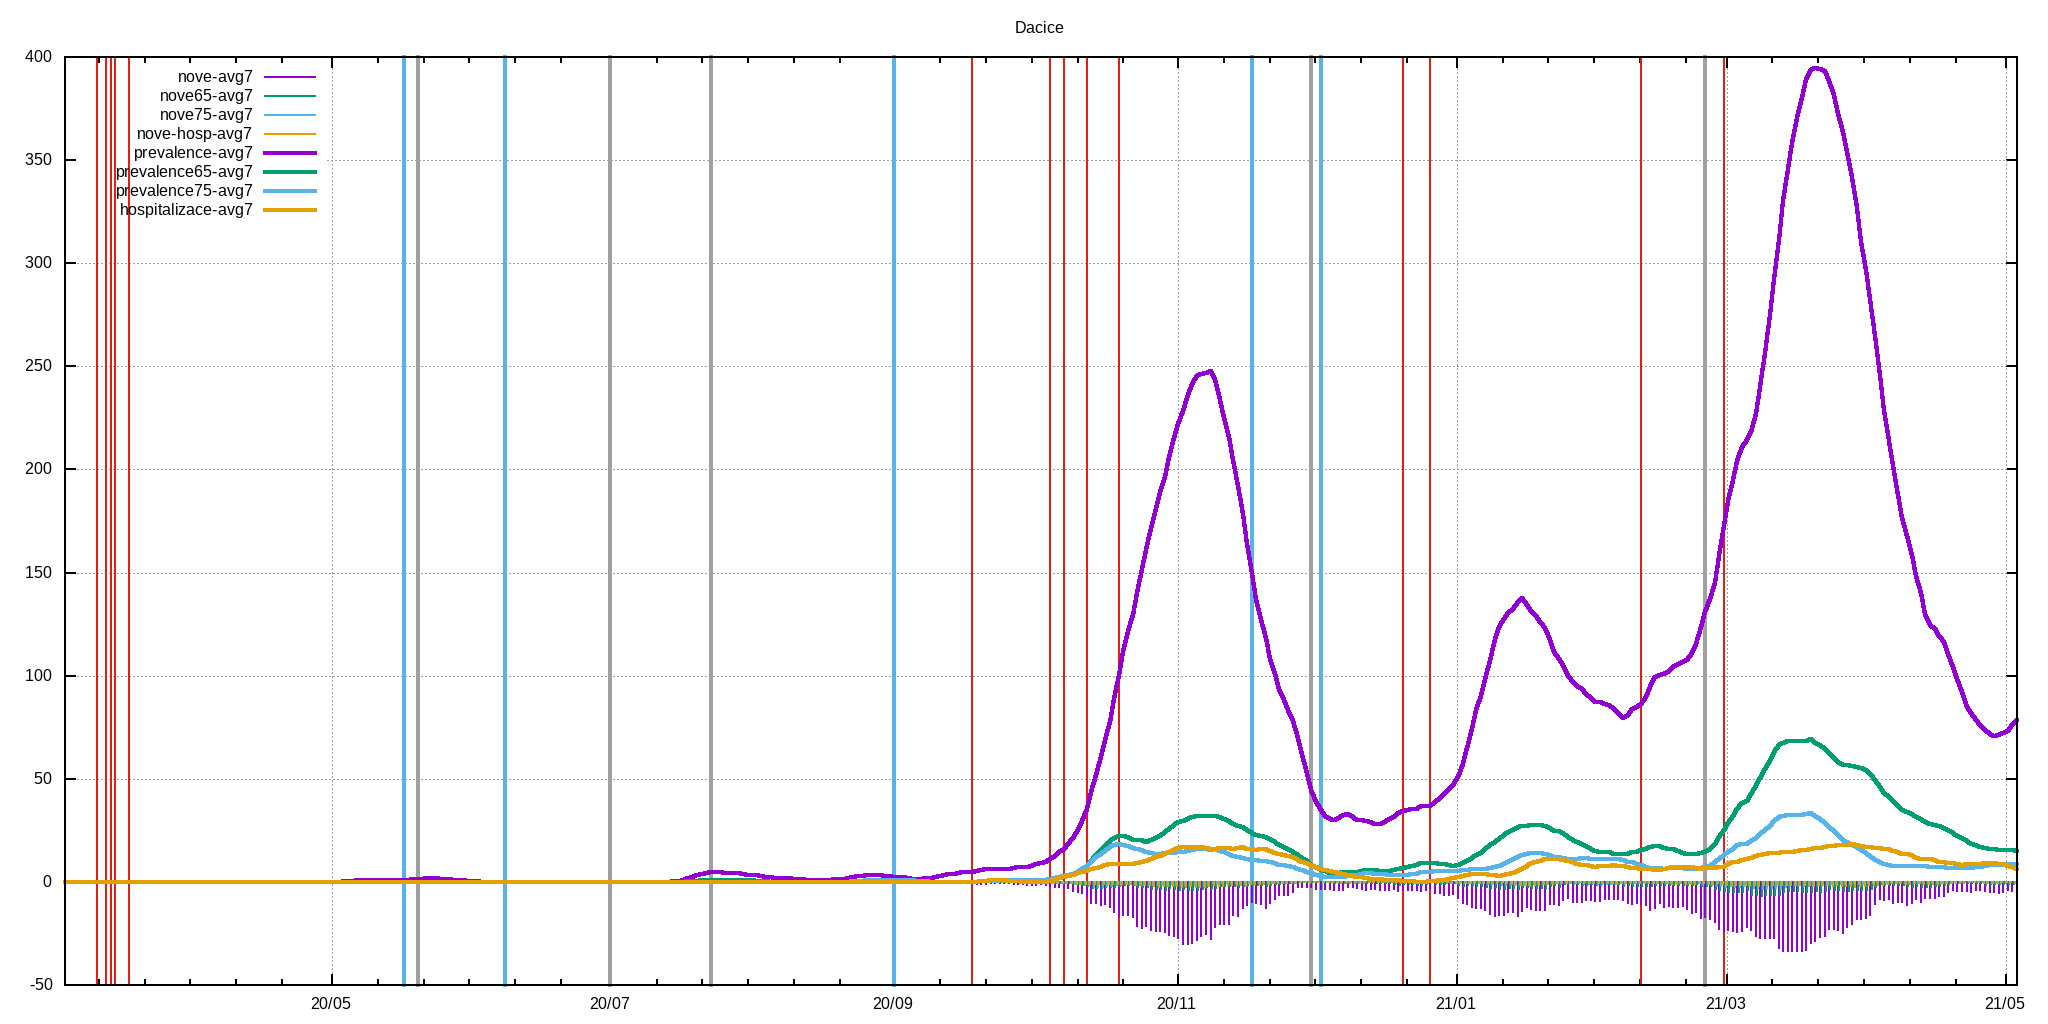 Dacice
400
350
300
250
200
150
100
50
0
-50
nove-avg7
nove65-avg7
nove75-avg7
nove-hosp-avg7
prevalence-avg7
prevalence65-avg7
prevalence75-avg7
hospitalizace-avg7
20/05 20/07 20/09 20/11 21/01 21/03 21/05